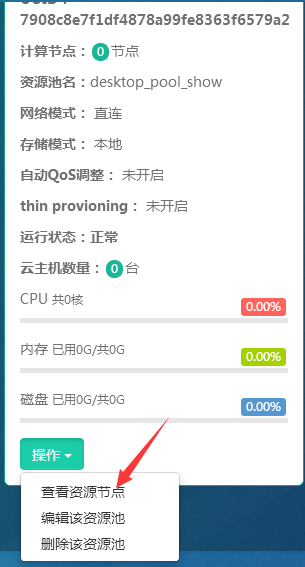 7908c8e7f1df4878a99fe8363f6579a2
计算节点： 0 节点
资源池名：desktop_pool_show
网络模式： 直连
存储模式： 本地
自动QoS调整： 未开启
thin provioning： 未开启
运行状态：正常
云主机数量： 0 台
CPU 共0核
0.00%
内存 已用0G/共0G
0.00%
磁盘 已用0G/共0G
0.00%
操作
查看资源节点
编辑该资源池
删除该资源池